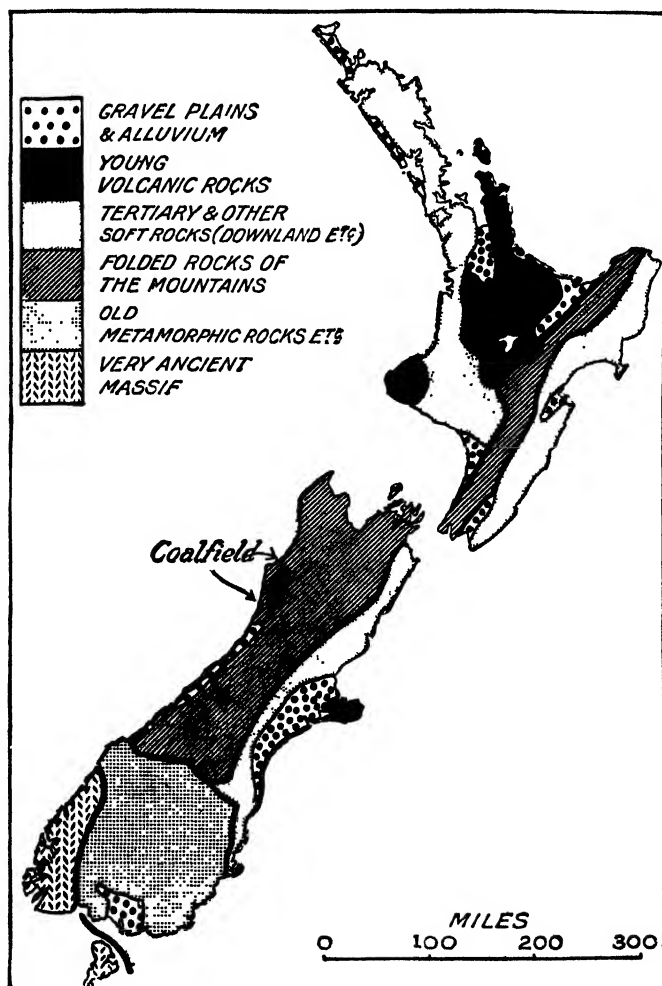 GRAVEL PLAINS
& ALLUVIUM
YOUNG
VOLCANIC ROCKS
TERTIARY & OTHER
SOFT ROCKS (DOWNLAND ETC)
FOLDED ROCKS OF
THE MOUNTAINS
OLD
METAMORPHIC ROCKS ETC
VERY ANCIENT
MASSIF
Coalfield
MILES
0 100 200 300